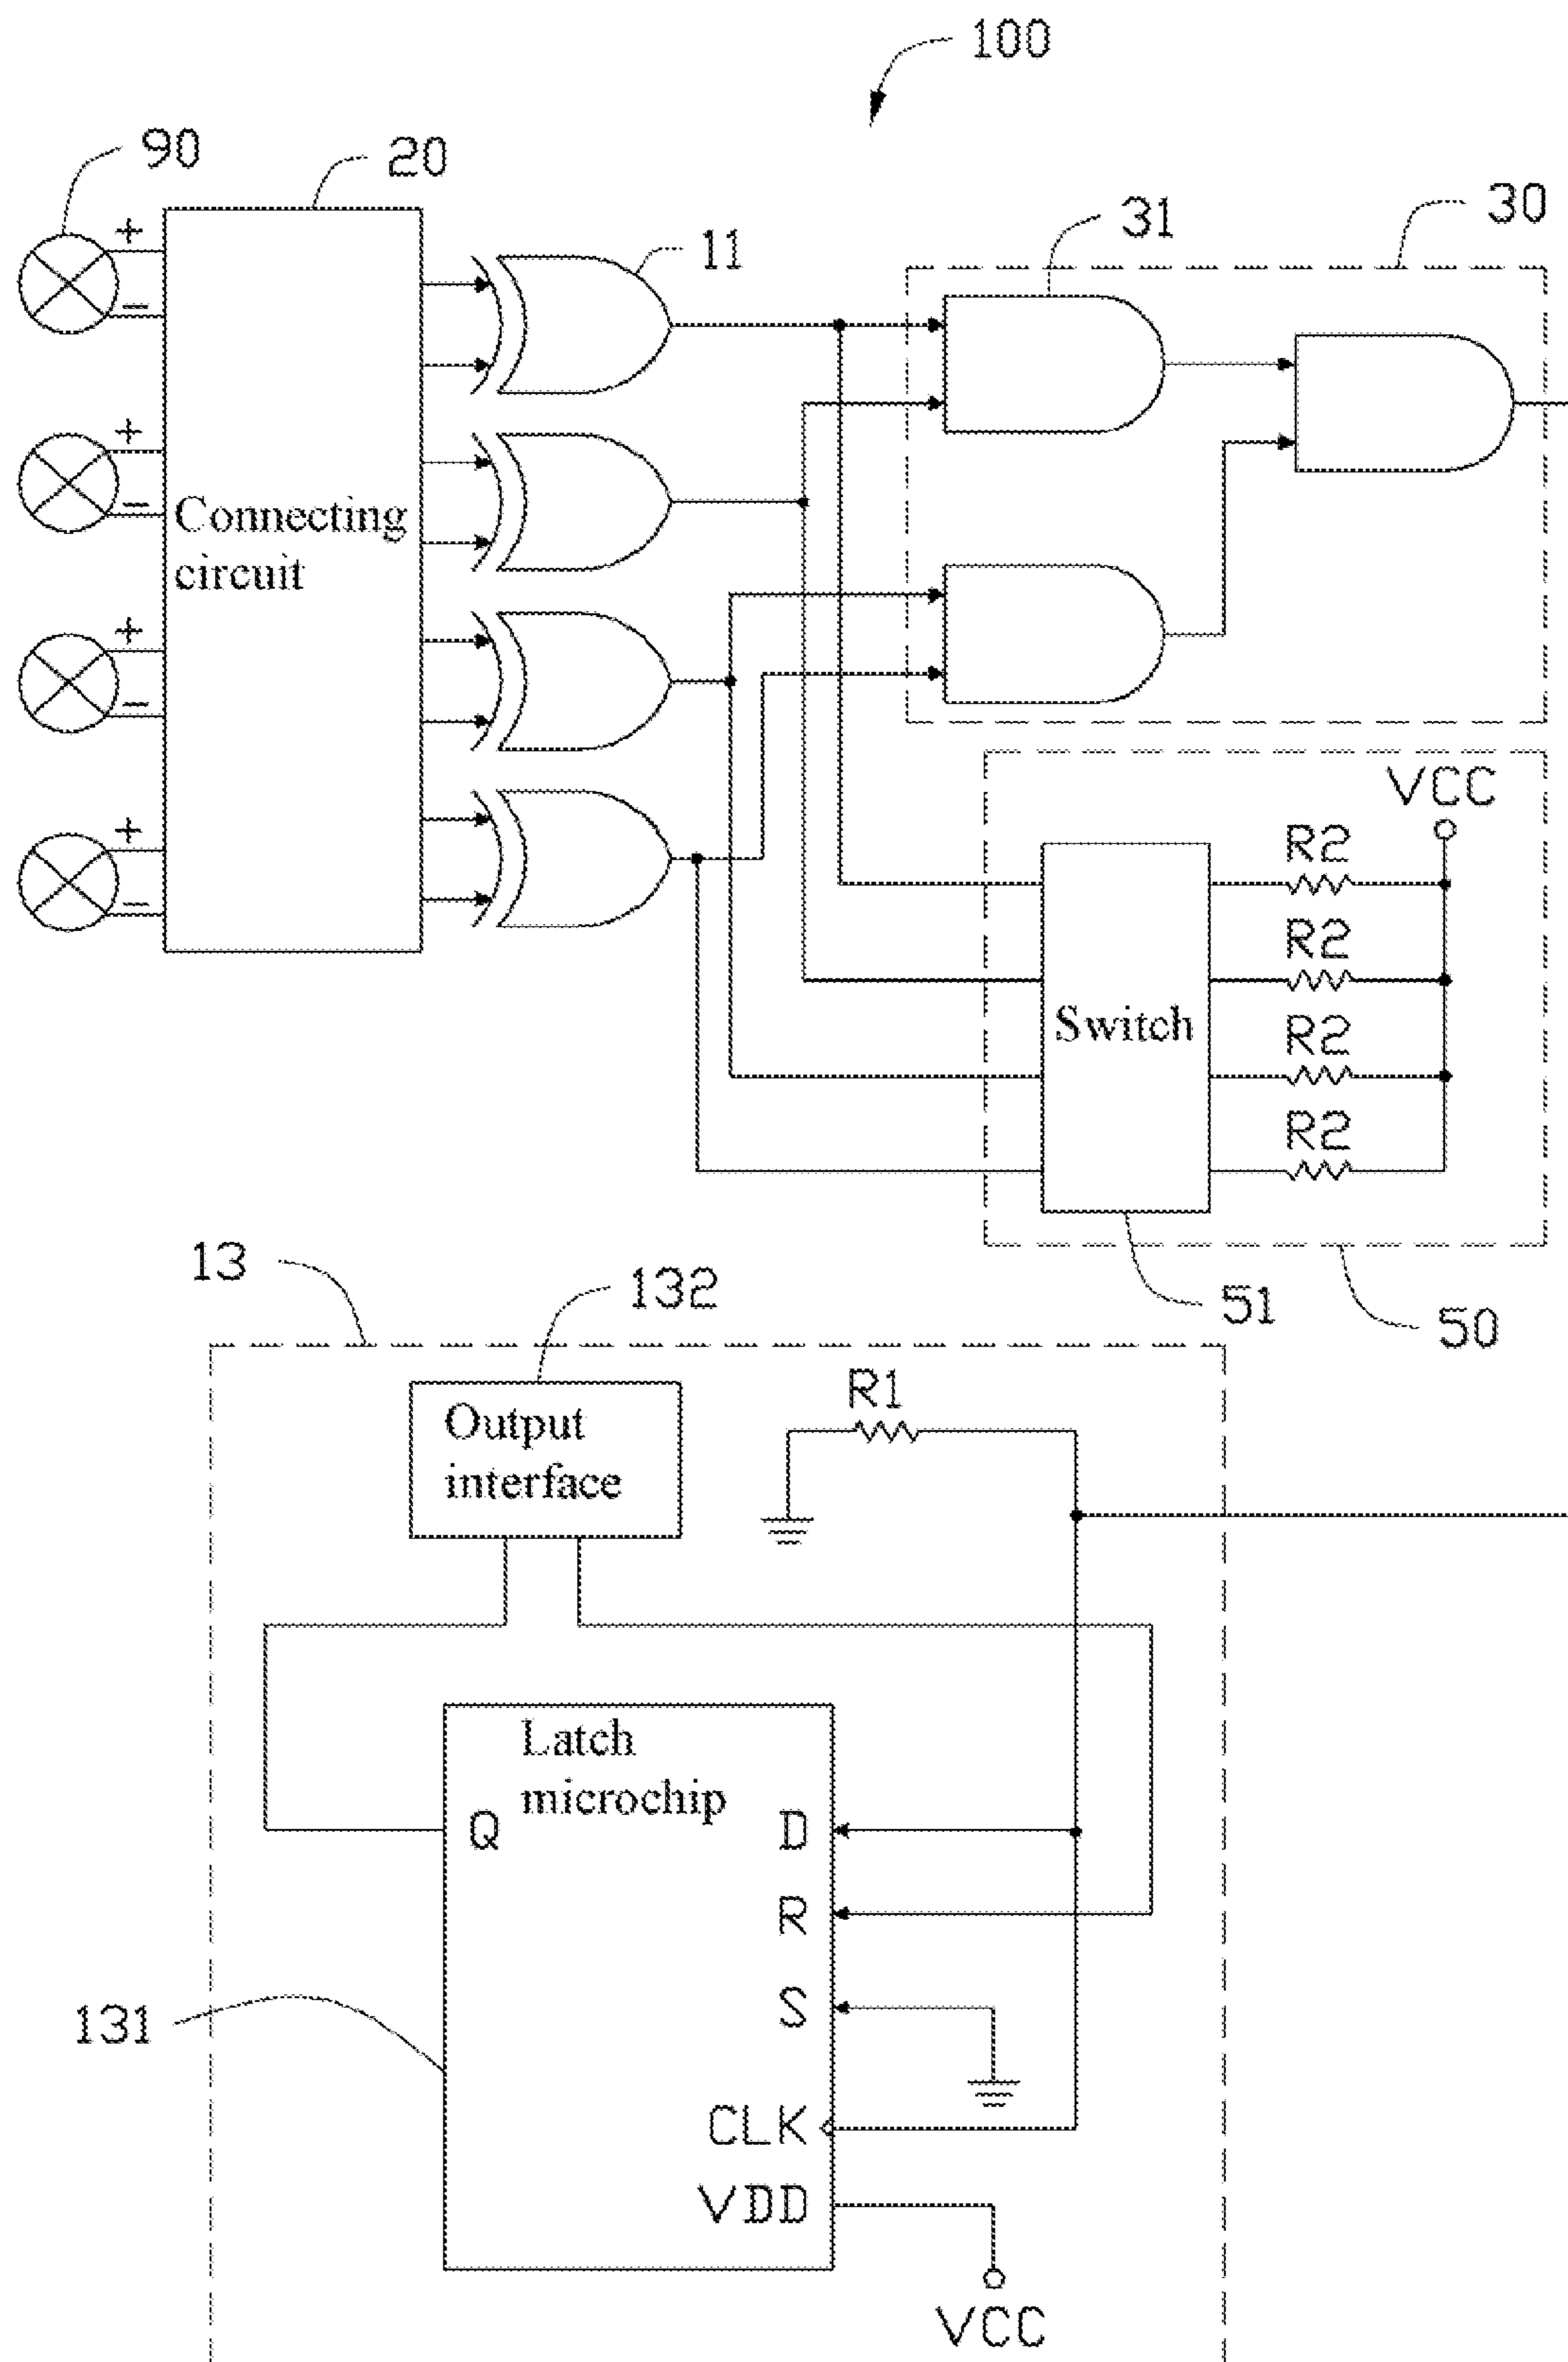 100
90
20
30
31
11
+
−
+
−
+
−
+
−
Connecting
circuit
VCC
R2
R2
R2
R2
Switch
13
132
51
50
R1
Output
interface
Latch
microchip
Q
D
R
S
131
CLK
VDD
VCC